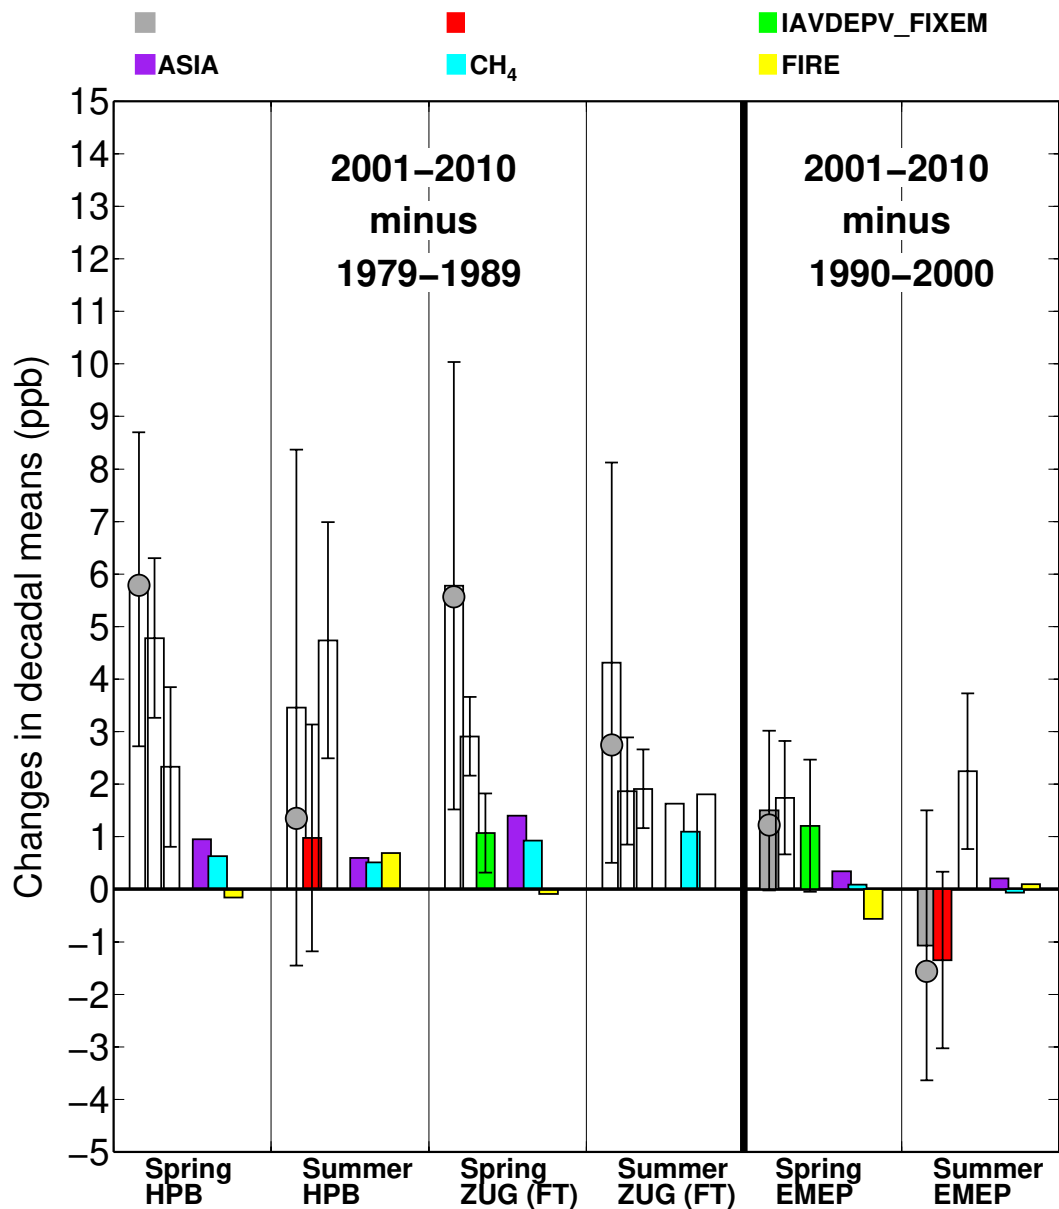 IAVDEPV_FIXEM
ASIA CH₄ FIRE
15
14
13
12
11
10
9
8
7
6
5
4
3
2
1
0
−1
−2
−3
−4
−5
Changes in decadal means (ppb)
2001−2010
minus
1979−1989
2001−2010
minus
1990−2000
Spring
HPB
Summer
HPB
Spring
ZUG (FT)
Summer
ZUG (FT)
Spring
EMEP
Summer
EMEP